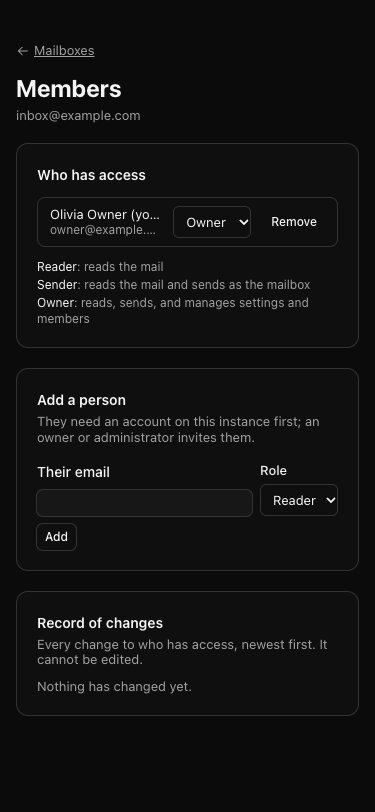 ← Mailboxes
Members
inbox@example.com
Who has access
Olivia Owner (yo...
owner@example....
Owner
Remove
Reader: reads the mail
Sender: reads the mail and sends as the mailbox
Owner: reads, sends, and manages settings and
members
Add a person
They need an account on this instance first; an
owner or administrator invites them.
Their email
Role
Reader
Add
Record of changes
Every change to who has access, newest first. It
cannot be edited.
Nothing has changed yet.